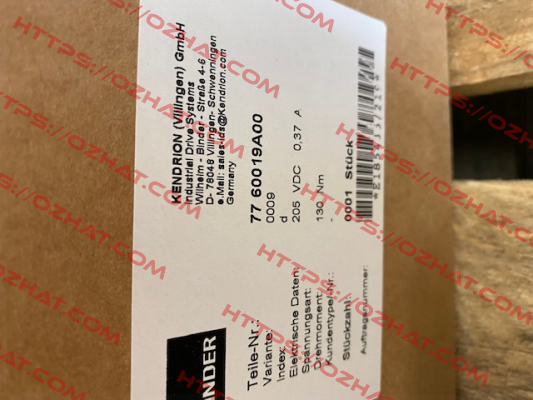 KENDRION (Villingen) GmbH
Industrial Drive Systems
Wilhelm - Binder - Straße 4-6
D- 78048 Villingen- Schwenningen
e.Mail: sales-ids@Kendrion.com
Germany
INDER
Teile-Nr.: 77 60019A00
Variante: 0009
Index: d
Elektrische Daten: 205 VDC 0,37 A
Spannungsart:
Drehmoment: 130 Nm
Kundentype/-Nr.: -
Stückzahl: 0001 Stück
Auftragsnummer:
HTTPS://OZHAT.COM